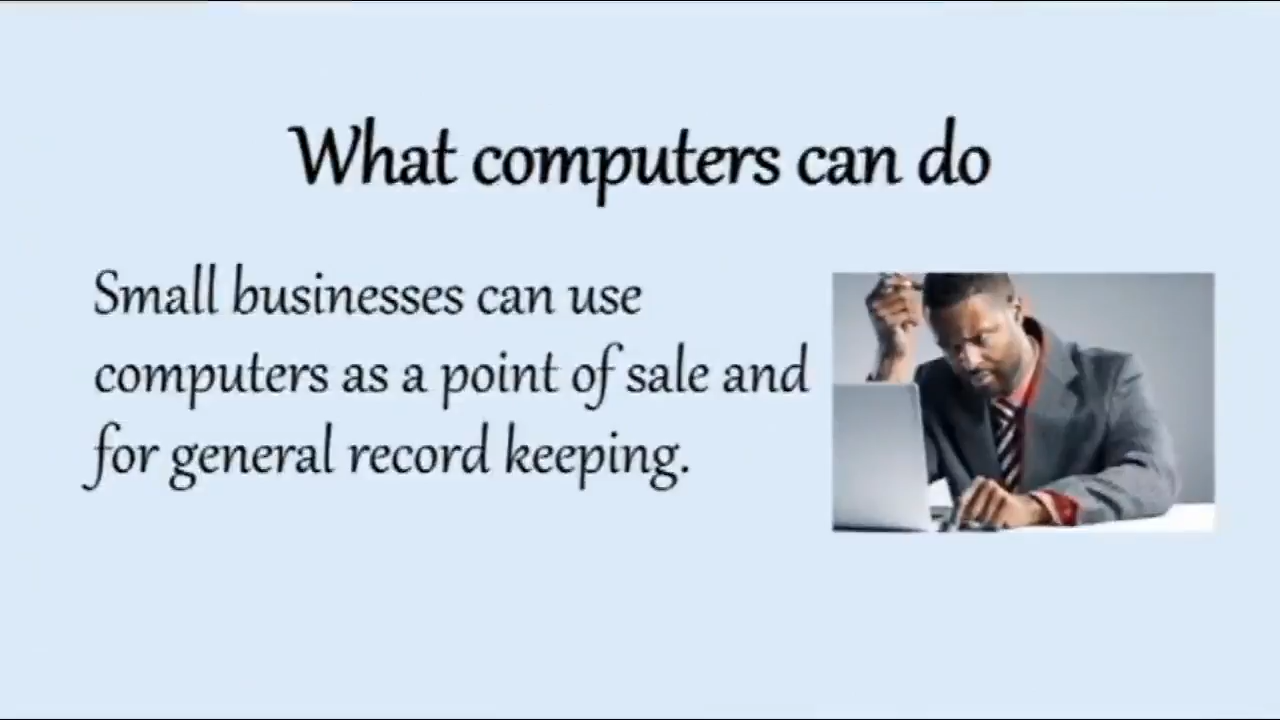 What computers can do
Small businesses can use
computers as a point of sale and
for general record keeping.